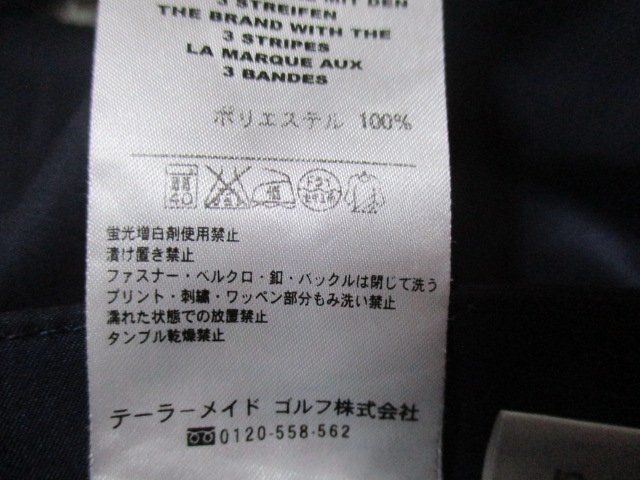 MIT DEN
3 STREIFEN
THE BRAND WITH THE
3 STRIPES
LA MARQUE AUX
3 BANDES
ポリエステル 100%
40
蛍光増白剤使用禁止
漬け置き禁止
ファスナー・ベルクロ・釦・バックルは閉じて洗う
プリント・刺繍・ワッペン部分もみ洗い禁止
濡れた状態での放置禁止
タンブル乾燥禁止
テーラーメイド ゴルフ株式会社
0120-558-562